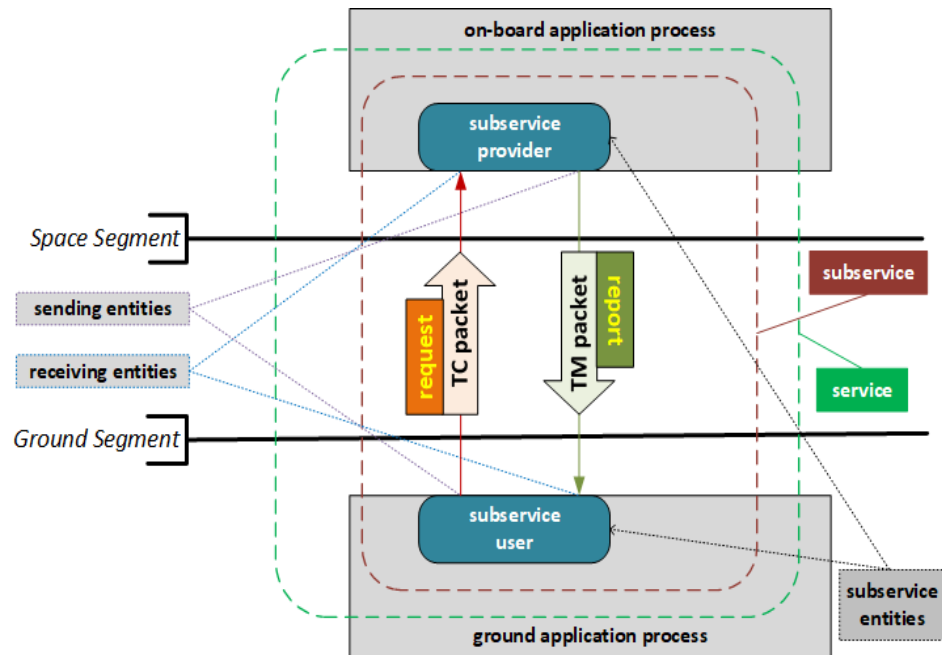 on-board application process
subservice
provider
Space Segment
sending entities
receiving entities
request
TC packet
TM packet
report
subservice
service
Ground Segment
subservice
user
subservice
entities
ground application process